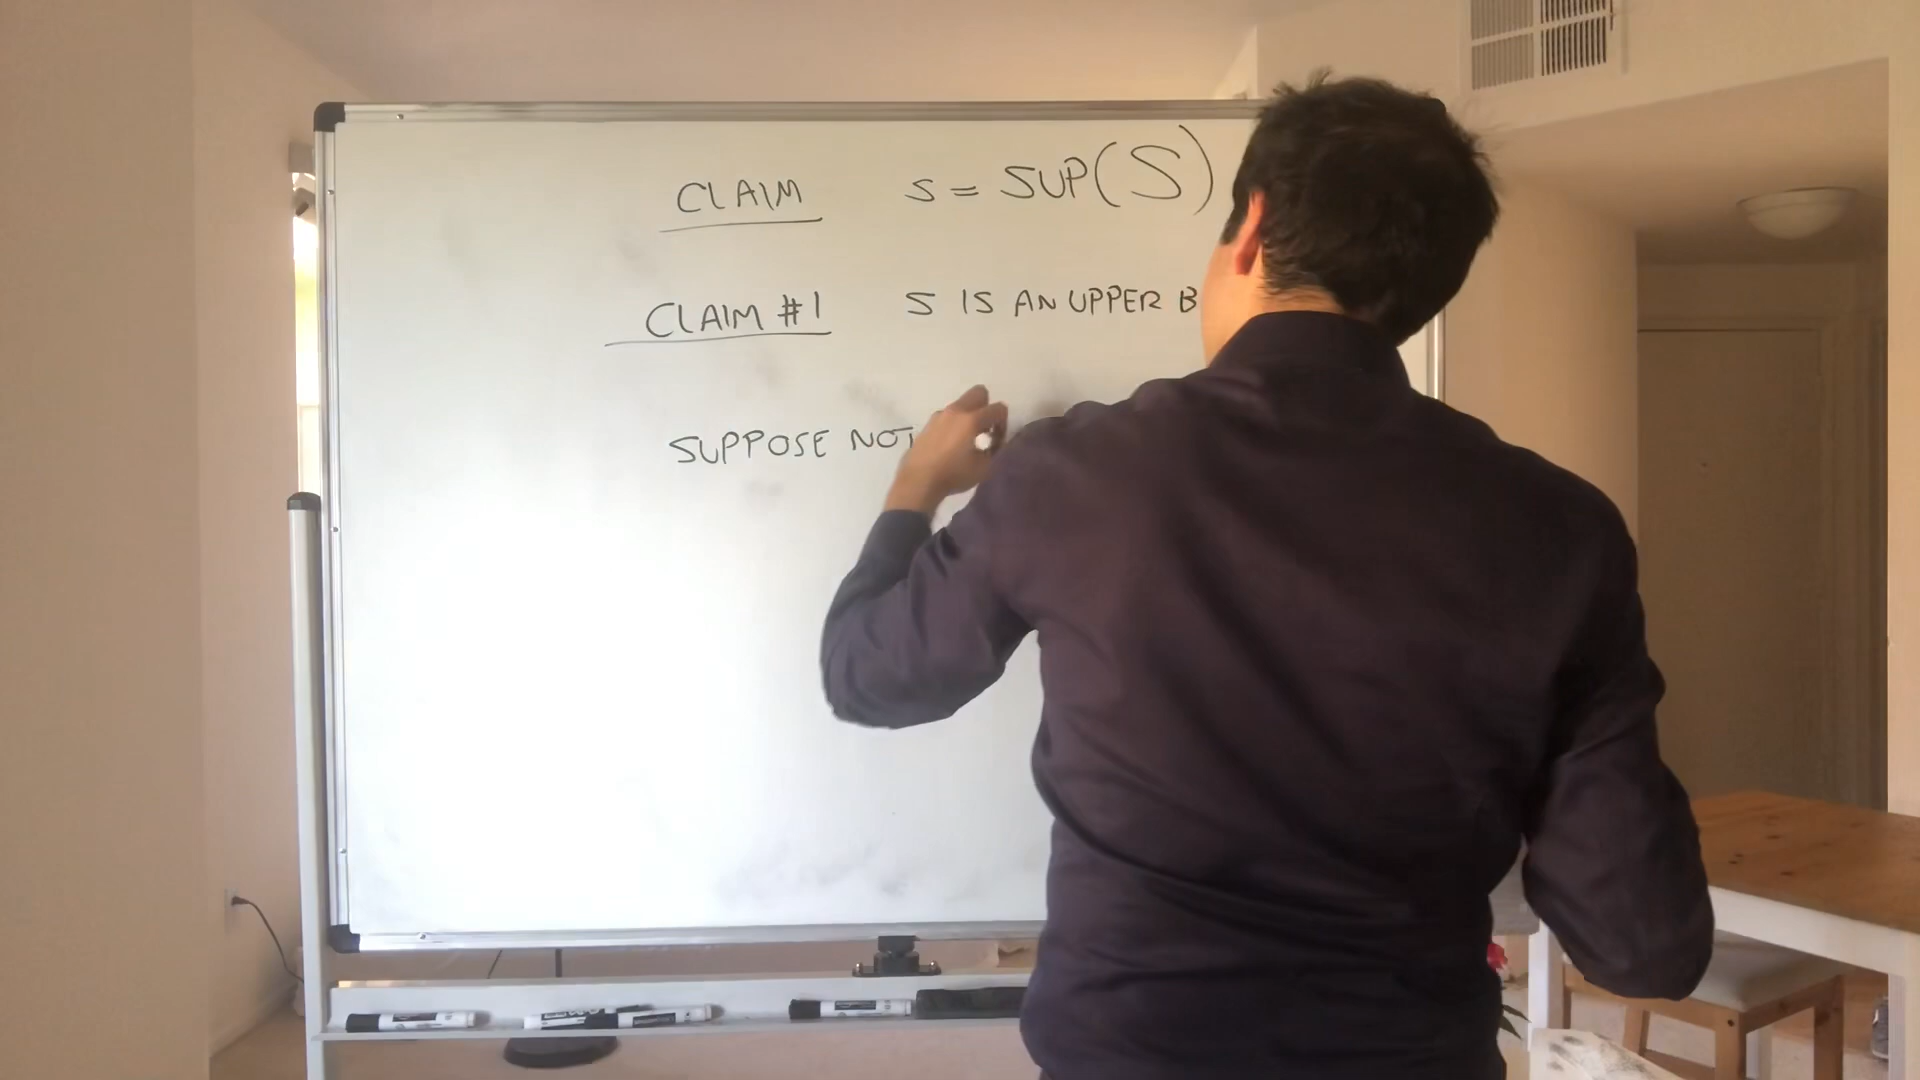 CLAIM s = SUP(S)
CLAIM #1 S IS AN UPPER B
SUPPOSE NOT